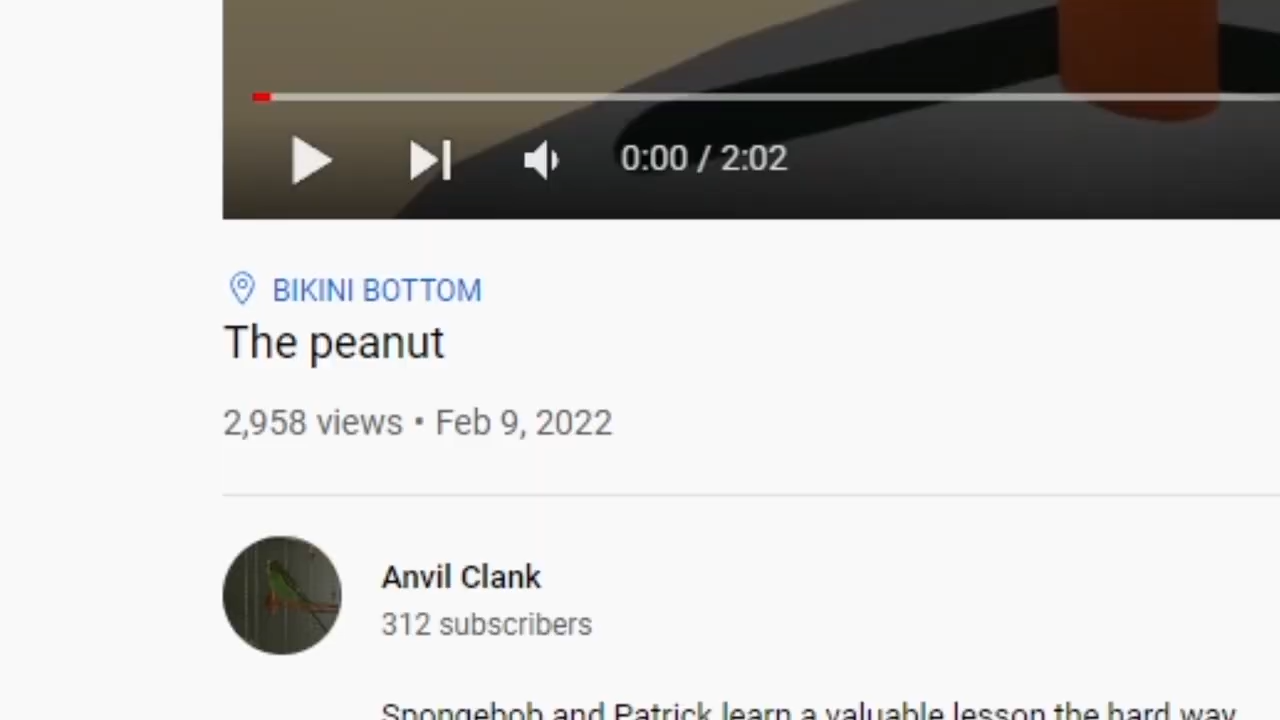 0:00 / 2:02
BIKINI BOTTOM
The peanut
2,958 views • Feb 9, 2022
Anvil Clank
312 subscribers
Spongebob and Patrick learn a valuable lesson the hard way